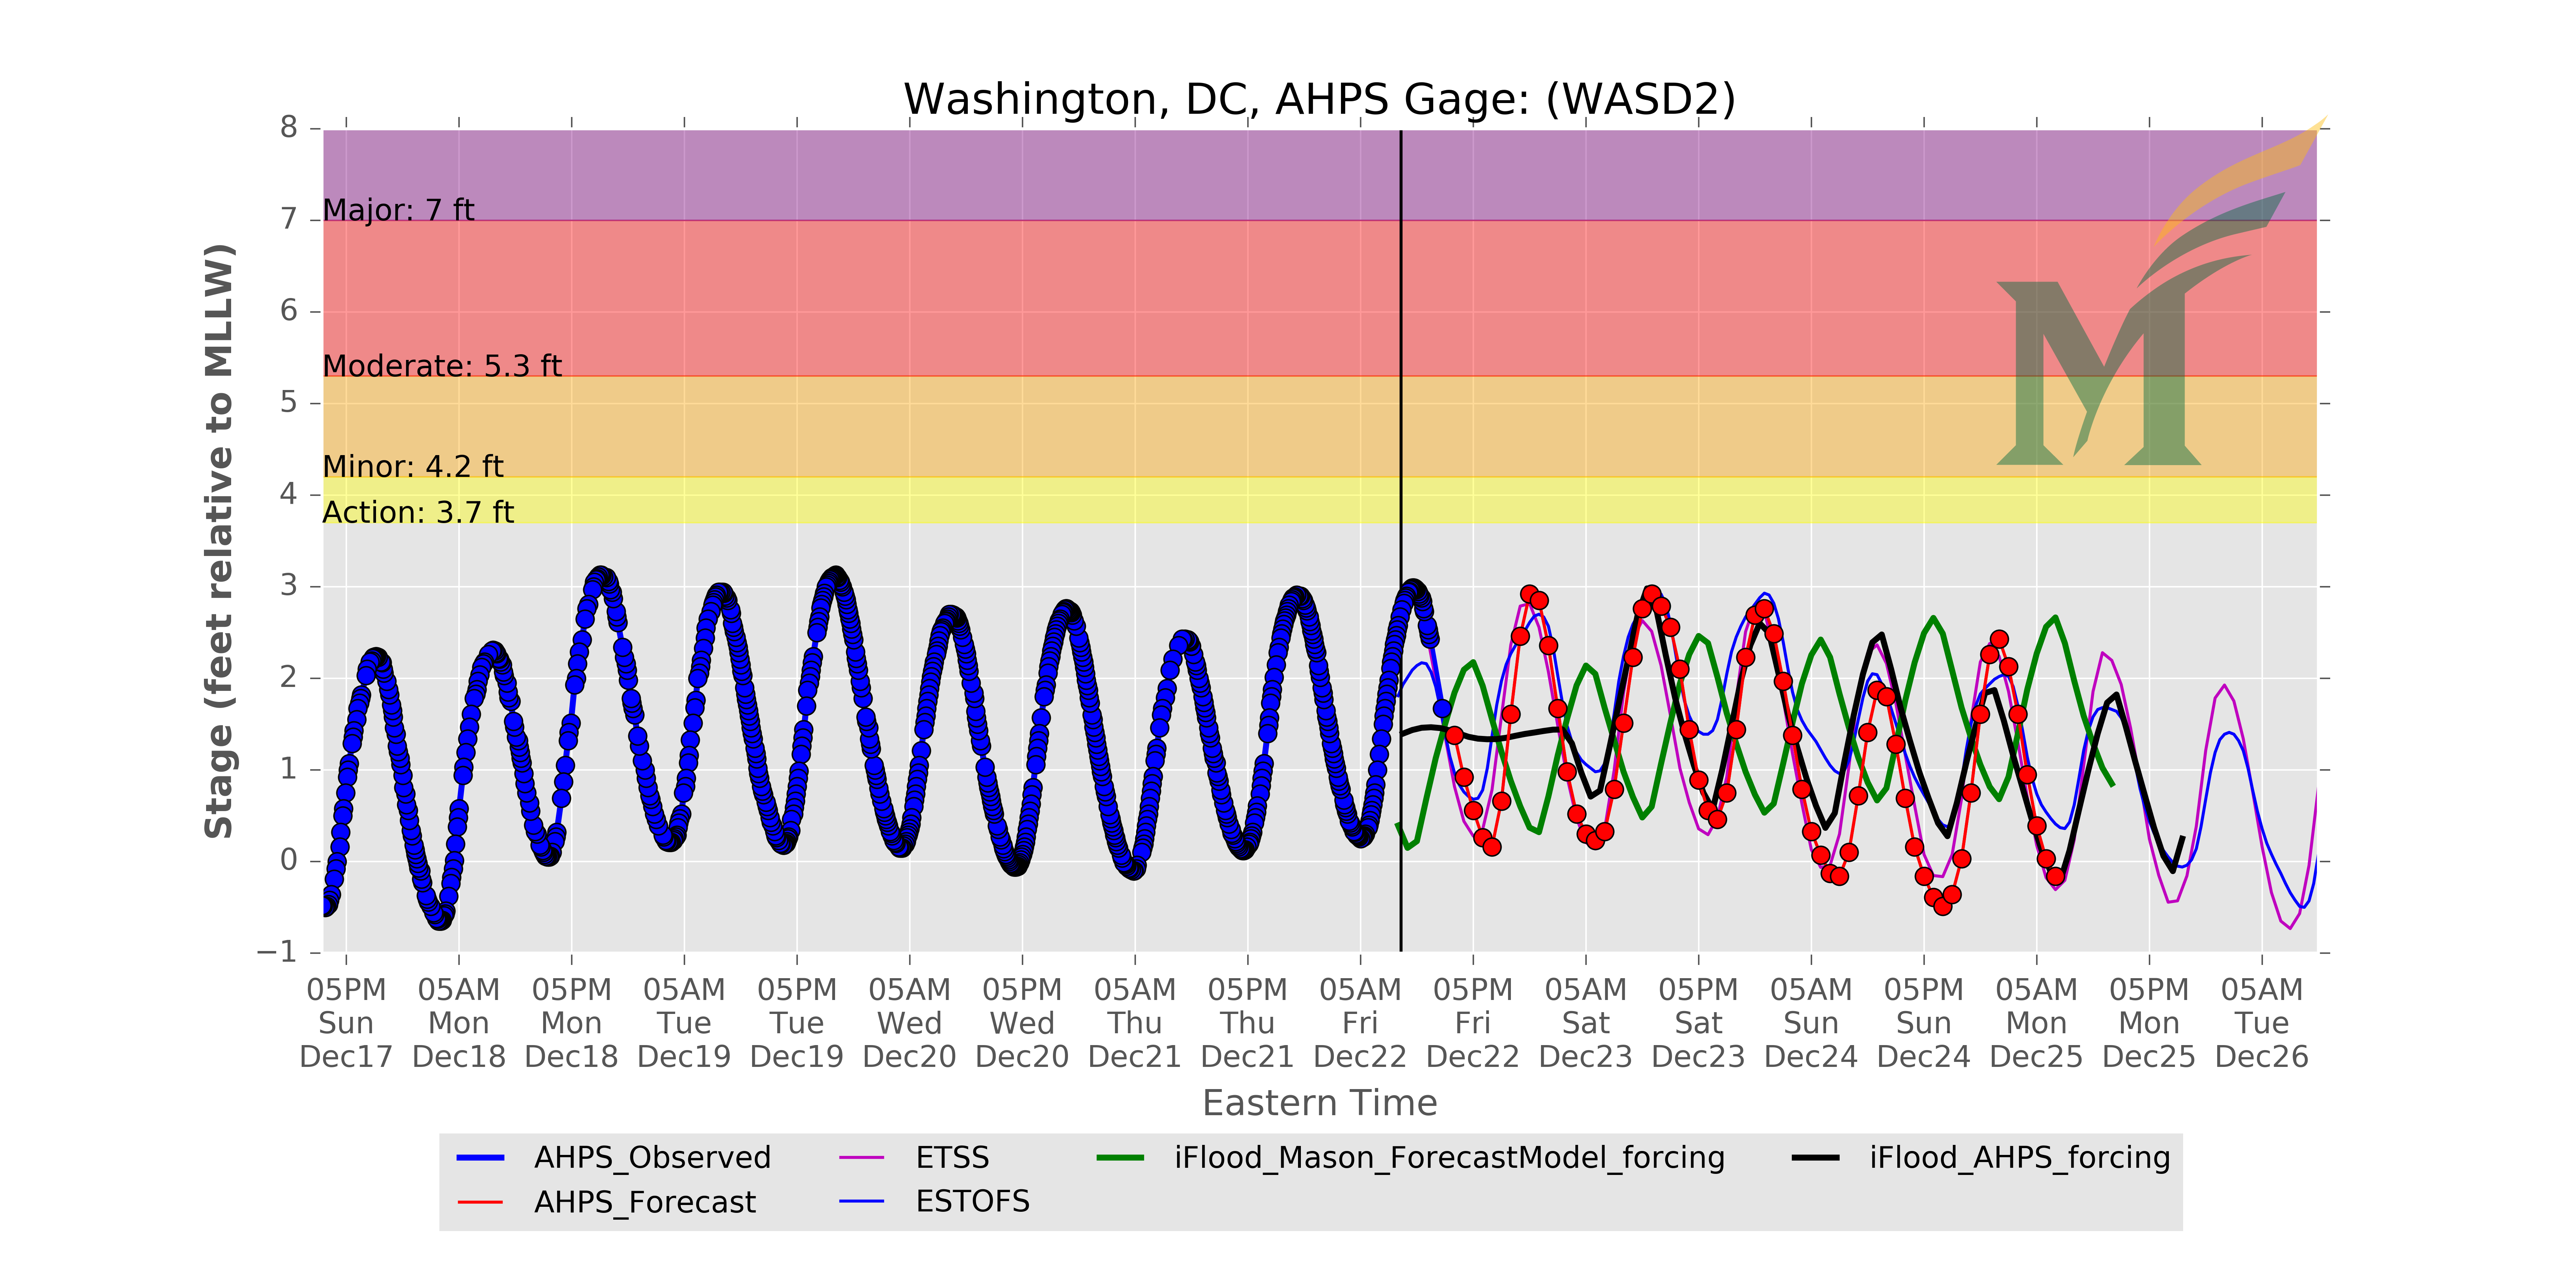 Washington, DC, AHPS Gage: (WASD2)
Stage (feet relative to MLLW)
8
7
6
5
4
3
2
1
0
−1
Major: 7 ft
Moderate: 5.3 ft
Minor: 4.2 ft
Action: 3.7 ft
05PM 05AM 05PM 05AM 05PM 05AM 05PM 05AM 05PM 05AM 05PM 05AM 05PM 05AM 05PM 05AM 05PM 05AM
Sun Mon Mon Tue Tue Wed Wed Thu Thu Fri Fri Sat Sat Sun Sun Mon Mon Tue
Dec17 Dec18 Dec18 Dec19 Dec19 Dec20 Dec20 Dec21 Dec21 Dec22 Dec22 Dec23 Dec23 Dec24 Dec24 Dec25 Dec25 Dec26
Eastern Time
AHPS_Observed ETSS iFlood_Mason_ForecastModel_forcing iFlood_AHPS_forcing
AHPS_Forecast ESTOFS
M